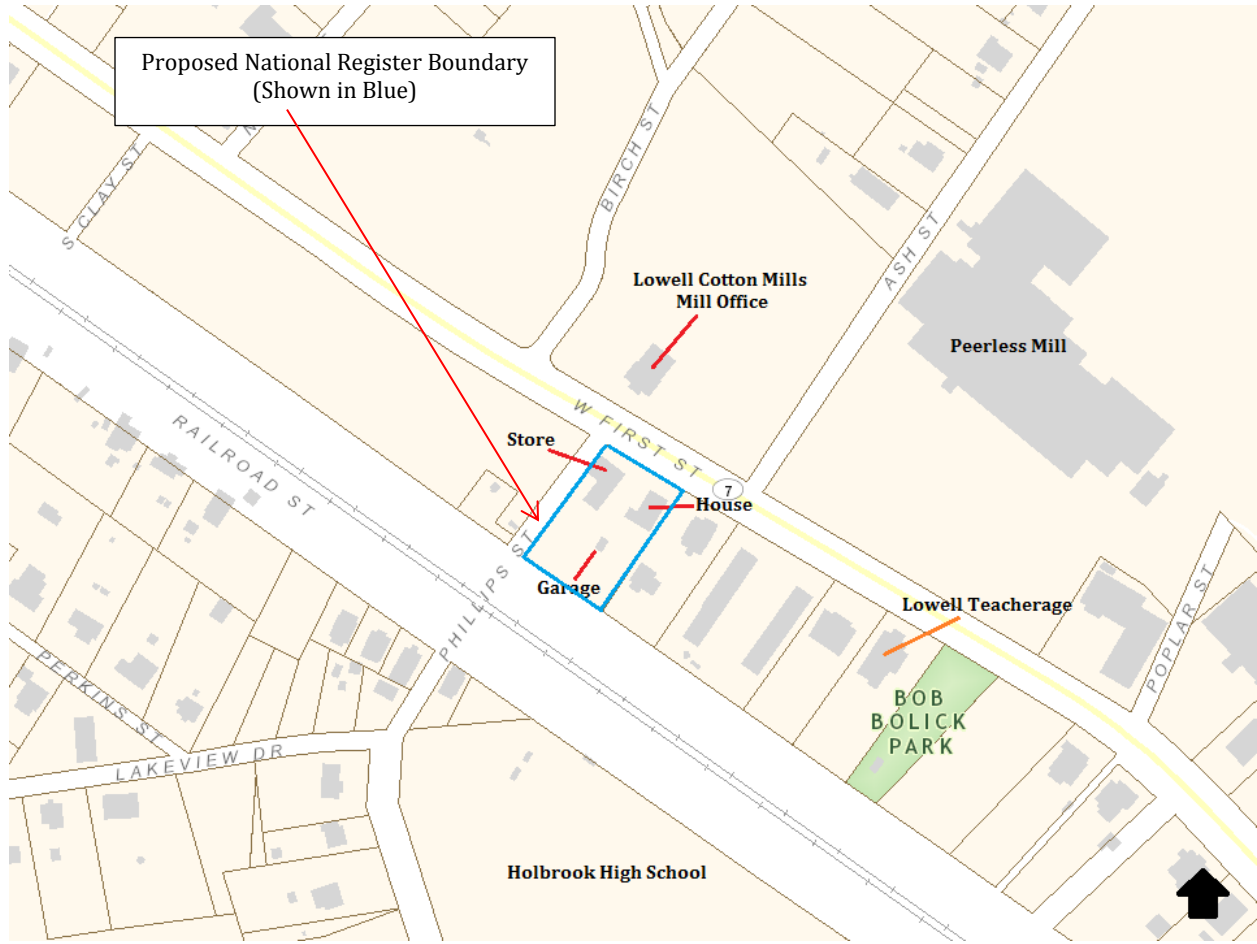 Proposed National Register Boundary
(Shown in Blue)
S CLAY ST
N
BIRCH ST
ASH ST
Lowell Cotton Mills
Mill Office
Peerless Mill
W FIRST ST
7
RAILROAD ST
Store
House
Garage
PHILLIPS ST
Lowell Teacherage
POPLAR ST
PERKINS ST
BOB
BOLICK
PARK
LAKEVIEW DR
Holbrook High School